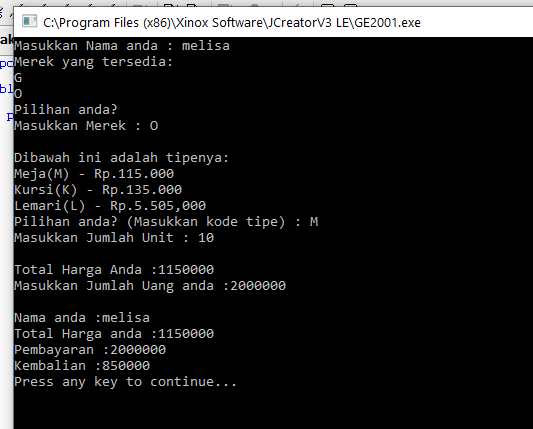 C:\Program Files (x86)\Xinox Software\JCreatorV3 LE\GE2001.exe
Masukkan Nama anda : melisa
Merek yang tersedia:
G
O
Pilihan anda?
Masukkan Merek : O
Dibawah ini adalah tipenya:
Meja(M) - Rp.115.000
Kursi(K) - Rp.135.000
Lemari(L) - Rp.5.505,000
Pilihan anda? (Masukkan kode tipe) : M
Masukkan Jumlah Unit : 10
Total Harga Anda :1150000
Masukkan Jumlah Uang anda :2000000
Nama anda :melisa
Total Harga anda :1150000
Pembayaran :2000000
Kembalian :850000
Press any key to continue...